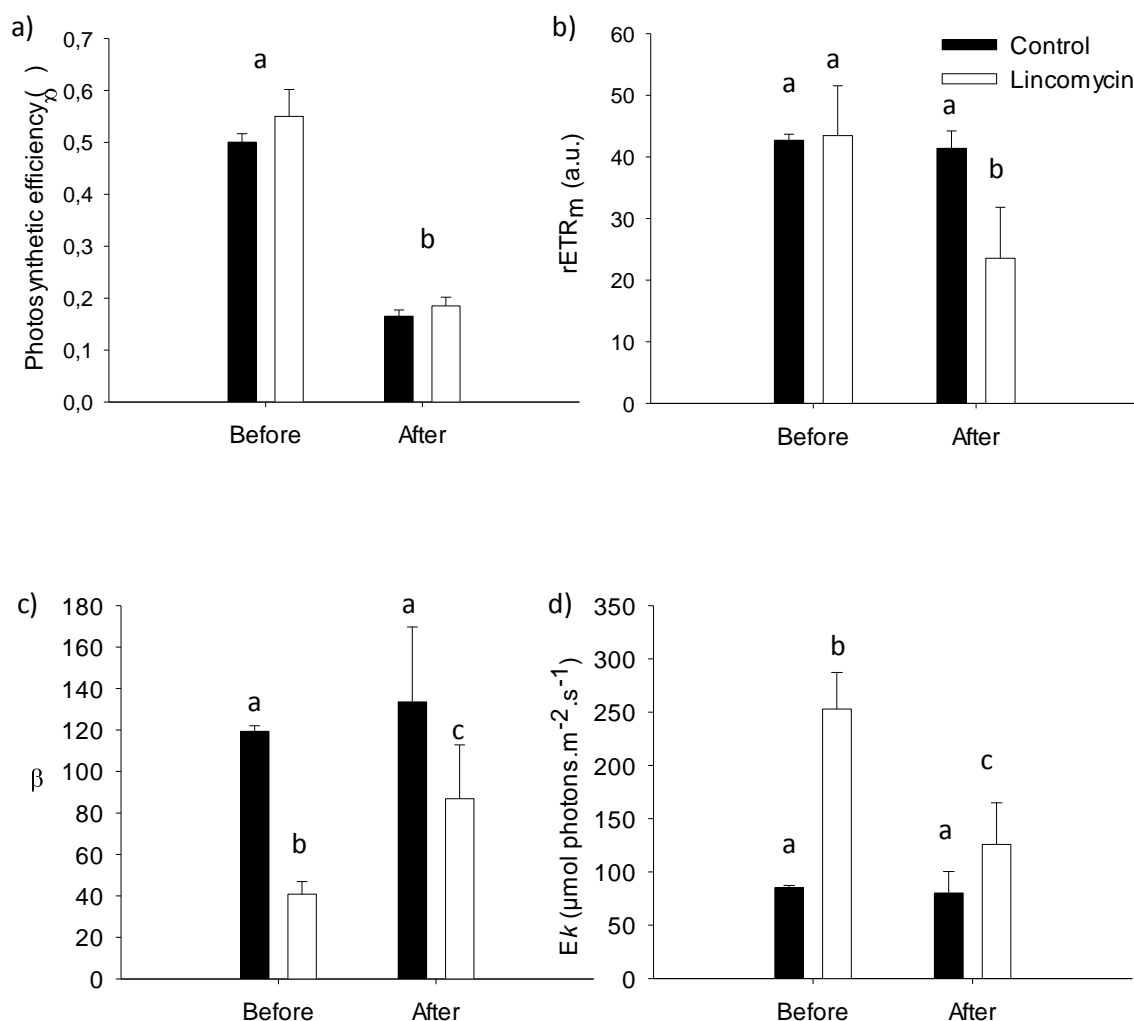 a)
Photosynthetic efficiency ( )
0,7
0,6
0,5
0,4
0,3
0,2
0,1
0,0
a
b
Before After
b)
rETRm (a.u.)
60
50
40
30
20
10
0
Control
Lincomycin
a a a b
Before After
c)
β
180
160
140
120
100
80
60
40
20
0
a b a c
Before After
d)
Ek (µmol photons.m-2.s-1)
350
300
250
200
150
100
50
0
a b a c
Before After